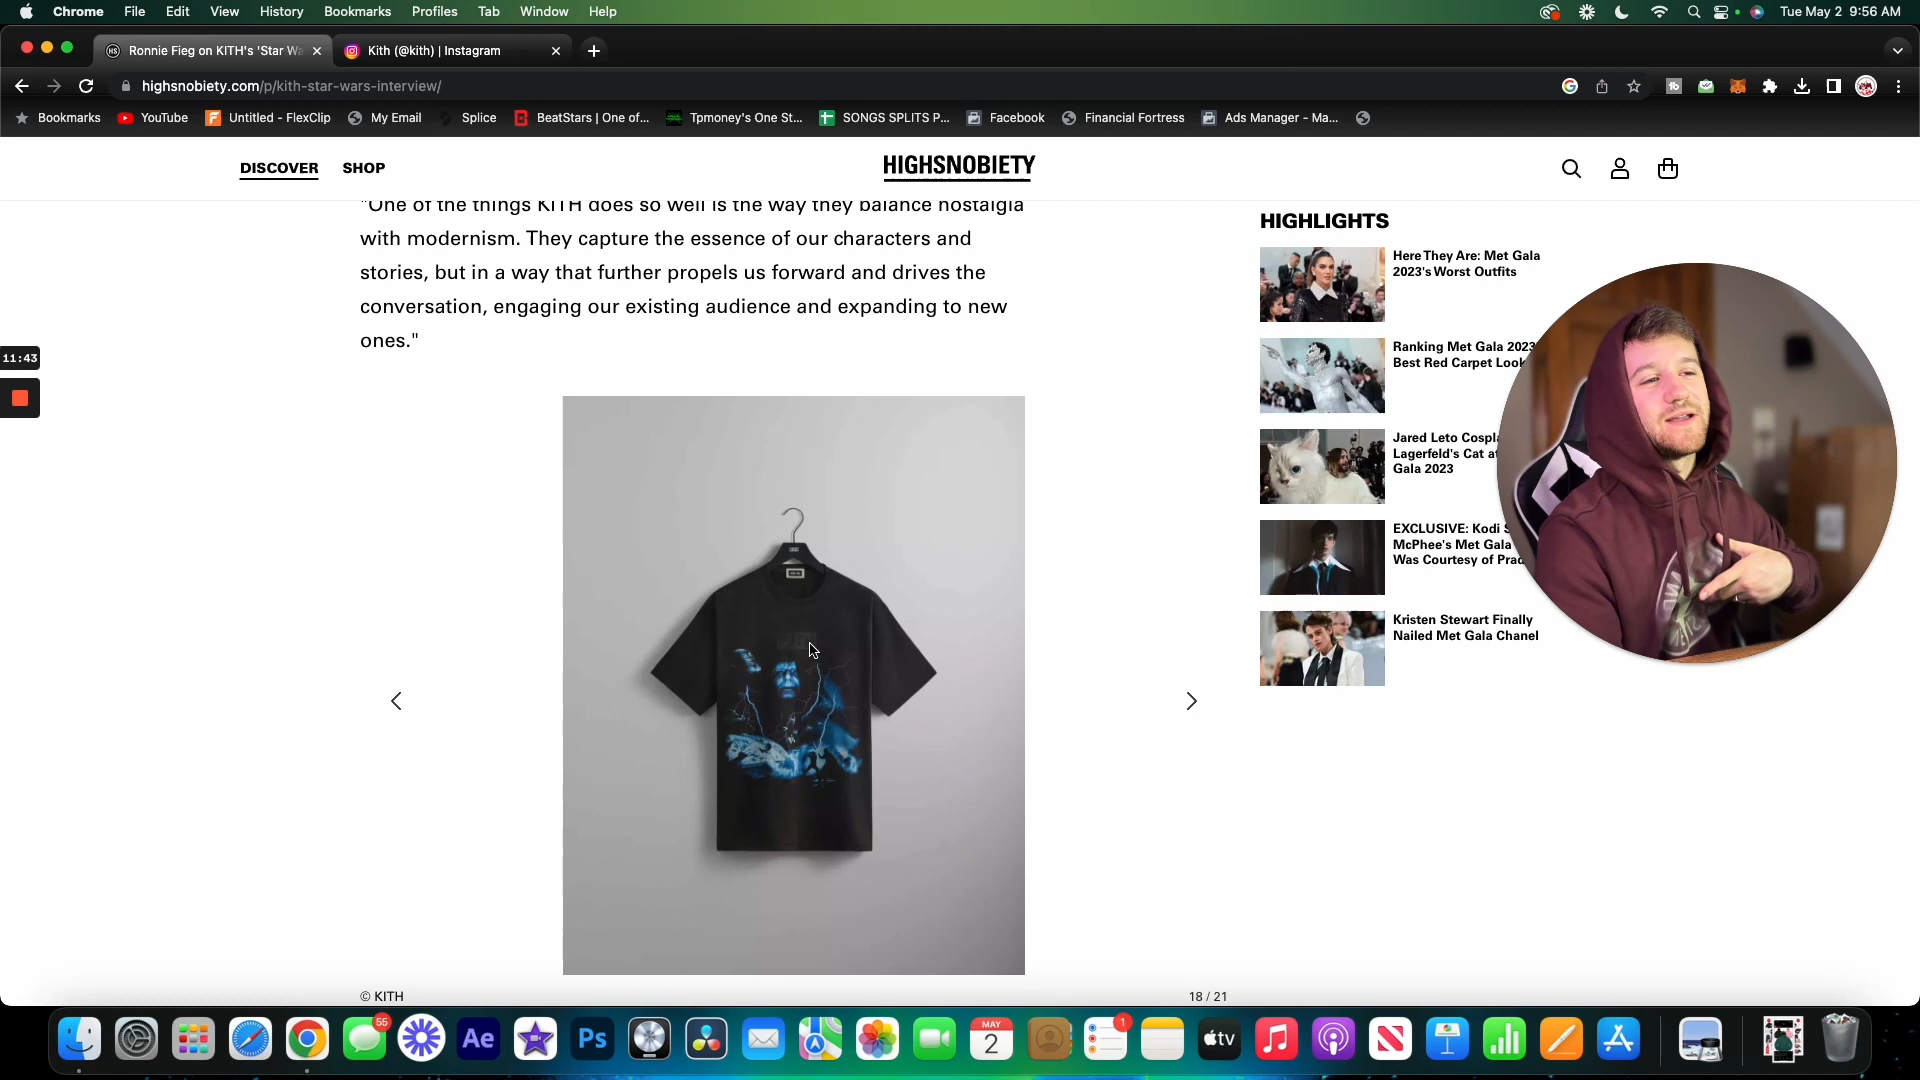 Chrome File Edit View History Bookmarks Profiles Tab Window Help Tue May 2 9:56 AM
Ronnie Fieg on KITH's 'Star Wa Kith (@kith) | Instagram
highsnobiety.com/p/kith-star-wars-interview/
Bookmarks YouTube Untitled - FlexClip My Email Splice BeatStars | One of... Tpmoney's One St... SONGS SPLITS P... Facebook Financial Fortress Ads Manager - Ma...
DISCOVER SHOP HIGHSNOBIETY
"One of the things KITH does so well is the way they balance nostalgia
with modernism. They capture the essence of our characters and
stories, but in a way that further propels us forward and drives the
conversation, engaging our existing audience and expanding to new
ones."
11:43
© KITH 18 / 21
HIGHLIGHTS
Here They Are: Met Gala
2023's Worst Outfits
Ranking Met Gala 2023
Best Red Carpet Look
Jared Leto Cospl
Lagerfeld's Cat a
Gala 2023
EXCLUSIVE: Kodi S
McPhee's Met Gala
Was Courtesy of Prad
Kristen Stewart Finally
Nailed Met Gala Chanel
55
Ae
Ps
MAY
2
1
tv